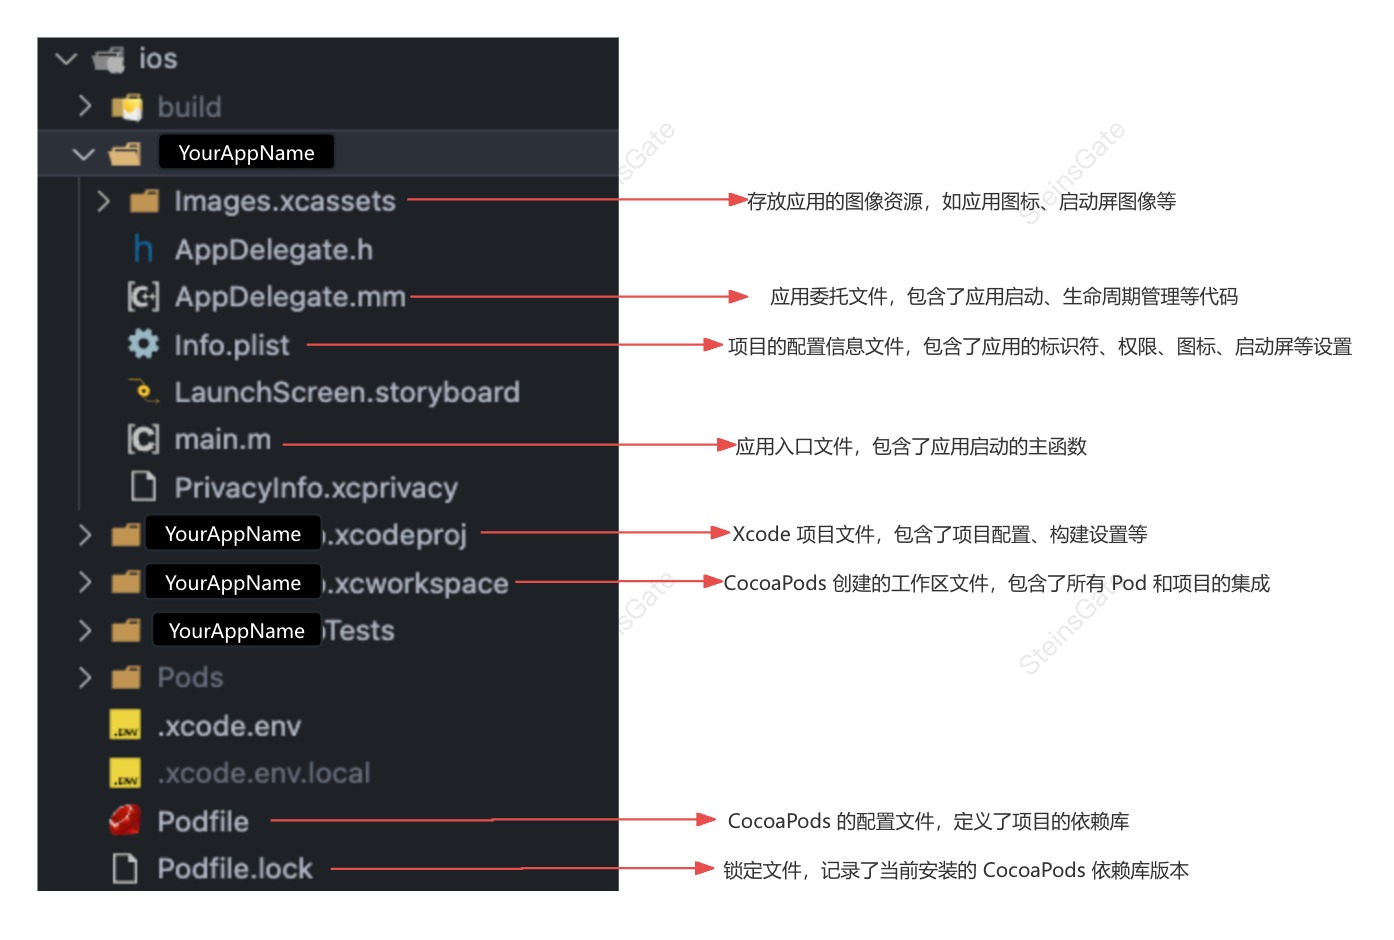 ios
build
YourAppName
Images.xcassets 存放应用的图像资源，如应用图标、启动屏图像等
h AppDelegate.h
AppDelegate.mm 应用委托文件，包含了应用启动、生命周期管理等代码
Info.plist 项目的配置信息文件，包含了应用的标识符、权限、图标、启动屏等设置
LaunchScreen.storyboard
[C] main.m 应用入口文件，包含了应用启动的主函数
PrivacyInfo.xcprivacy
YourAppName .xcodeproj Xcode 项目文件，包含了项目配置、构建设置等
YourAppName .xcworkspace CocoaPods 创建的工作区文件，包含了所有 Pod 和项目的集成
YourAppName Tests
Pods
.ENV .xcode.env
.ENV .xcode.env.local
Podfile CocoaPods 的配置文件，定义了项目的依赖库
Podfile.lock 锁定文件，记录了当前安装的 CocoaPods 依赖库版本
SteinsGate
SteinsGate